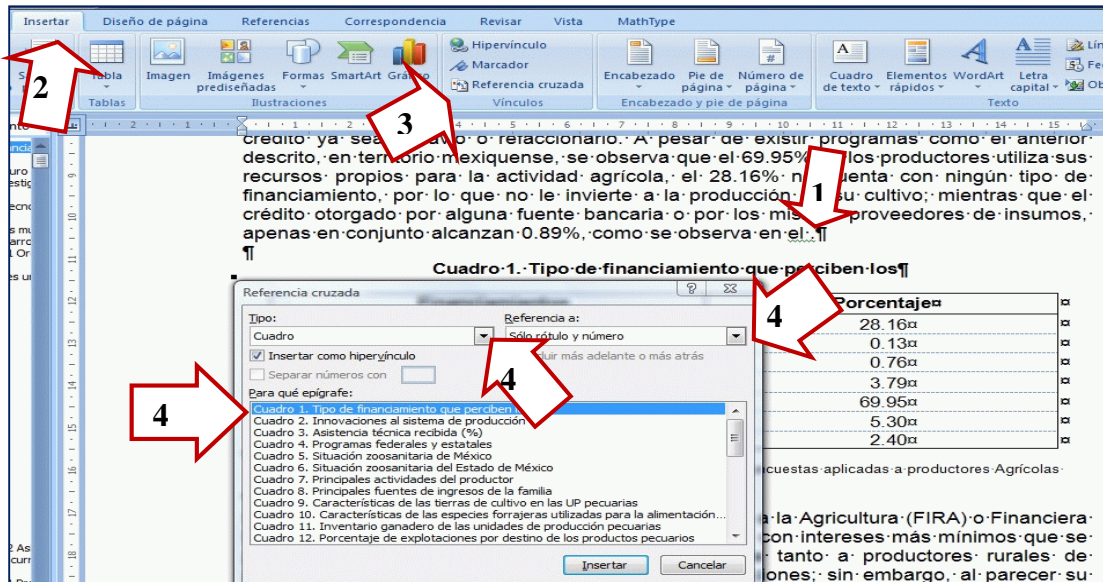 Insertar Diseño de página Referencias Correspondencia Revisar Vista MathType
Tabla
Imagen Imágenes prediseñadas Formas SmartArt
Hipervínculo
Marcador
Referencia cruzada
Encabezado Pie de página Número de página
Cuadro de texto Elementos rápidos WordArt Letra capital
Tablas Ilustraciones Vínculos Encabezado y pie de página Texto
2
3
1
crédito ya o refaccionario. A pesar de existir programas como el anterior
descrito, en territorio mexiquense, se observa que el 69.95% los productores utiliza sus
recursos propios para la actividad agrícola, el 28.16% con ningún tipo de
financiamiento, por lo que no le invierte a la producción su cultivo; mientras que el
crédito otorgado por alguna fuente bancaria o por los proveedores de insumos,
apenas en conjunto alcanzan 0.89%, como se observa en el .¶
¶
Cuadro 1. Tipo de financiamiento que perciben los¶
Porcentaje¤ ¤
28.16¤ ¤
0.13¤ ¤
0.76¤ ¤
3.79¤ ¤
69.95¤ ¤
5.30¤ ¤
2.40¤ ¤
Referencia cruzada
Tipo: Referencia a:
Cuadro Sólo rótulo y número
Insertar como hipervínculo más adelante o más atrás
Separar números con
Para qué epígrafe:
4
4
4
Cuadro 1. Tipo de financiamiento que perciben
Cuadro 2. Innovaciones al sistema de producción
Cuadro 3. Asistencia técnica recibida (%)
Cuadro 4. Programas federales y estatales
Cuadro 5. Situación zoosanitaria de México
Cuadro 6. Situación zoosanitaria del Estado de México
Cuadro 7. Principales actividades del productor
Cuadro 8. Principales fuentes de ingresos de la familia
Cuadro 9. Características de las tierras de cultivo en las UP pecuarias
Cuadro 10. Características de las especies forrajeras utilizadas para la alimentación...
Cuadro 11. Inventario ganadero de las unidades de producción pecuarias
Cuadro 12. Porcentaje de explotaciones por destino de los productos pecuarios
Insertar Cancelar
aplicadas a productores Agrícolas
a la Agricultura (FIRA) o Financiera
con intereses más mínimos que se
tanto a productores rurales de
sin embargo, al parecer su